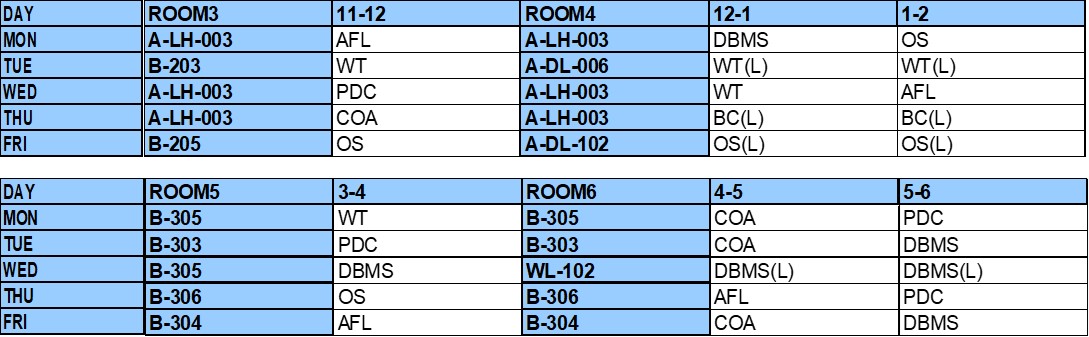 DAY ROOM3 11-12 ROOM4 12-1 1-2
MON A-LH-003 AFL A-LH-003 DBMS OS
TUE B-203 WT A-DL-006 WT(L) WT(L)
WED A-LH-003 PDC A-LH-003 WT AFL
THU A-LH-003 COA A-LH-003 BC(L) BC(L)
FRI B-205 OS A-DL-102 OS(L) OS(L)
DAY ROOM5 3-4 ROOM6 4-5 5-6
MON B-305 WT B-305 COA PDC
TUE B-303 PDC B-303 COA DBMS
WED B-305 DBMS WL-102 DBMS(L) DBMS(L)
THU B-306 OS B-306 AFL PDC
FRI B-304 AFL B-304 COA DBMS